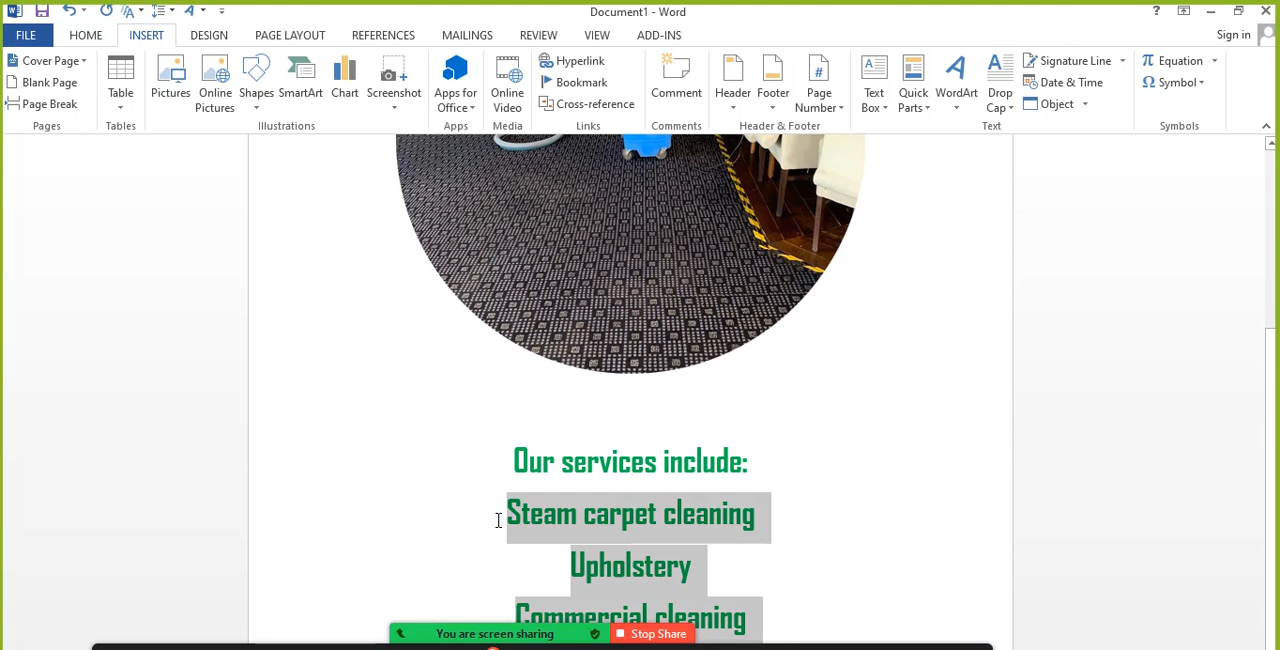 Document1 - Word
?
FILE
HOME
INSERT
DESIGN
PAGE LAYOUT
REFERENCES
MAILINGS
REVIEW
VIEW
ADD-INS
Sign in
Cover Page
Blank Page
Page Break
Pages
Table
Tables
Pictures
Online Pictures
Shapes
SmartArt
Chart
Screenshot
Illustrations
Apps for Office
Apps
Online Video
Media
Hyperlink
Bookmark
Cross-reference
Links
Comment
Comments
Header
Footer
Page Number
Header & Footer
Text Box
Quick Parts
WordArt
Drop Cap
Signature Line
Date & Time
Object
Text
π Equation
Ω Symbol
Symbols
Our services include:
Steam carpet cleaning
Upholstery
Commercial cleaning
You are screen sharing
Stop Share